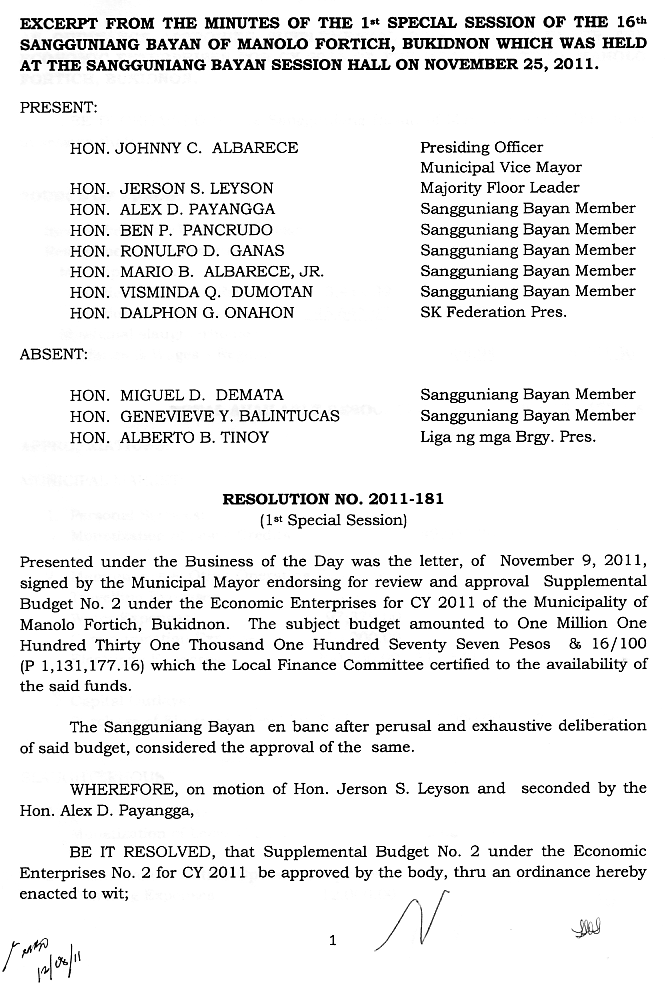 EXCERPT FROM THE MINUTES OF THE 1st SPECIAL SESSION OF THE 16th
SANGGUNIANG BAYAN OF MANOLO FORTICH, BUKIDNON WHICH WAS HELD
AT THE SANGGUNIANG BAYAN SESSION HALL ON NOVEMBER 25, 2011.
PRESENT:
HON. JOHNNY C. ALBARECE Presiding Officer
Municipal Vice Mayor
HON. JERSON S. LEYSON Majority Floor Leader
HON. ALEX D. PAYANGGA Sangguniang Bayan Member
HON. BEN P. PANCRUDO Sangguniang Bayan Member
HON. RONULFO D. GANAS Sangguniang Bayan Member
HON. MARIO B. ALBARECE, JR. Sangguniang Bayan Member
HON. VISMINDA Q. DUMOTAN Sangguniang Bayan Member
HON. DALPHON G. ONAHON SK Federation Pres.
ABSENT:
HON. MIGUEL D. DEMATA Sangguniang Bayan Member
HON. GENEVIEVE Y. BALINTUCAS Sangguniang Bayan Member
HON. ALBERTO B. TINOY Liga ng mga Brgy. Pres.
RESOLUTION NO. 2011-181
(1st Special Session)
Presented under the Business of the Day was the letter, of November 9, 2011,
signed by the Municipal Mayor endorsing for review and approval Supplemental
Budget No. 2 under the Economic Enterprises for CY 2011 of the Municipality of
Manolo Fortich, Bukidnon. The subject budget amounted to One Million One
Hundred Thirty One Thousand One Hundred Seventy Seven Pesos & 16/100
(P 1,131,177.16) which the Local Finance Committee certified to the availability of
the said funds.
The Sangguniang Bayan en banc after perusal and exhaustive deliberation
of said budget, considered the approval of the same.
WHEREFORE, on motion of Hon. Jerson S. Leyson and seconded by the
Hon. Alex D. Payangga,
BE IT RESOLVED, that Supplemental Budget No. 2 under the Economic
Enterprises No. 2 for CY 2011 be approved by the body, thru an ordinance hereby
enacted to wit;
1
12/06/11